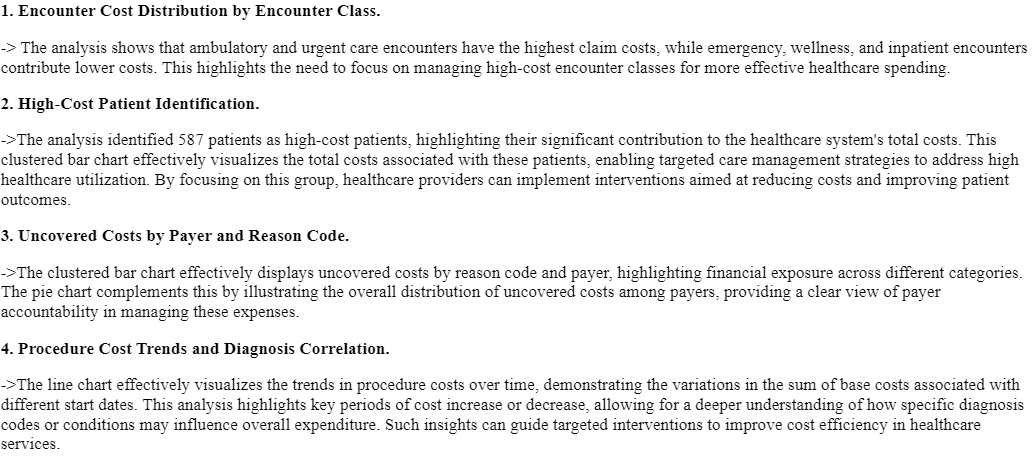 1. Encounter Cost Distribution by Encounter Class.
-> The analysis shows that ambulatory and urgent care encounters have the highest claim costs, while emergency, wellness, and inpatient encounters
contribute lower costs. This highlights the need to focus on managing high-cost encounter classes for more effective healthcare spending.
2. High-Cost Patient Identification.
->The analysis identified 587 patients as high-cost patients, highlighting their significant contribution to the healthcare system's total costs. This
clustered bar chart effectively visualizes the total costs associated with these patients, enabling targeted care management strategies to address high
healthcare utilization. By focusing on this group, healthcare providers can implement interventions aimed at reducing costs and improving patient
outcomes.
3. Uncovered Costs by Payer and Reason Code.
->The clustered bar chart effectively displays uncovered costs by reason code and payer, highlighting financial exposure across different categories.
The pie chart complements this by illustrating the overall distribution of uncovered costs among payers, providing a clear view of payer
accountability in managing these expenses.
4. Procedure Cost Trends and Diagnosis Correlation.
->The line chart effectively visualizes the trends in procedure costs over time, demonstrating the variations in the sum of base costs associated with
different start dates. This analysis highlights key periods of cost increase or decrease, allowing for a deeper understanding of how specific diagnosis
codes or conditions may influence overall expenditure. Such insights can guide targeted interventions to improve cost efficiency in healthcare
services.